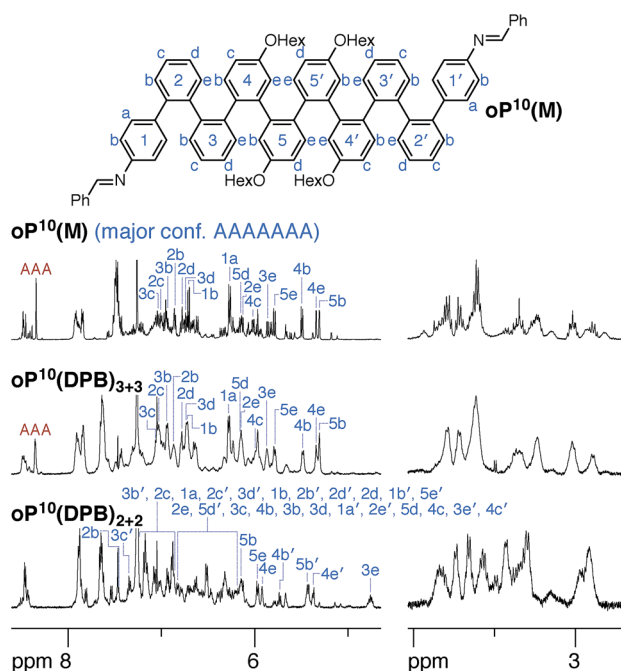 Ph
N
OHex OHex
c d c d c
b 2 e b 4 e e 5′ b e 3′ b 1′ b
a a
1 3 5 4′ 2′
b b e b e e b e b
c d d c d c
N
Ph
HexO HexO
oP¹⁰(M)
oP¹⁰(M) (major conf. AAAAAAA)
AAA
3c 2c 3b 2b 2d 3d 1b 1a 5d 2e 4c 3e 5e 4b 4e 5b
oP¹⁰(DPB)₃₊₃
AAA
3c 2c 3b 2b 2d 3d 1b 1a 5d 2e 4c 3e 5e 4b 4e 5b
oP¹⁰(DPB)₂₊₂
3b′, 2c, 1a, 2c′, 3d′, 1b, 2b′, 2d′, 2d, 1b′, 5e′
2e, 5d′, 3c, 4b, 3b, 3d, 1a′, 2e′, 5d, 4c, 3e′, 4c′
2b 3c′ 5b 5e 4e 4b′ 5b′ 4e′ 3e
ppm 8 6 ppm 3